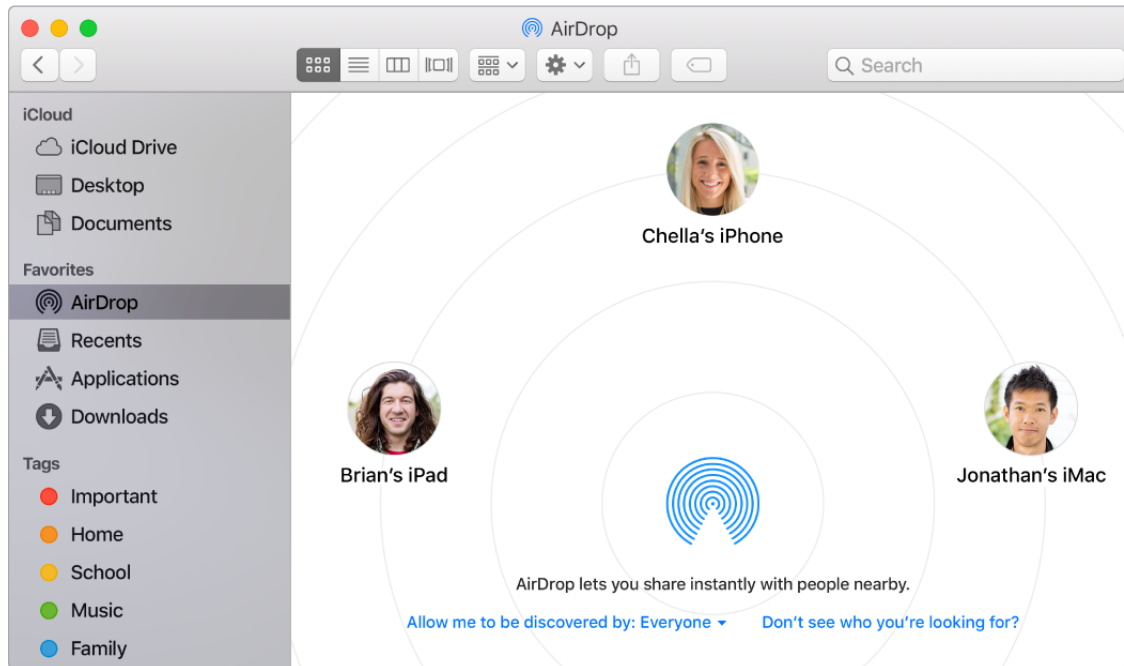 AirDrop
Search
iCloud
iCloud Drive
Desktop
Documents
Favorites
AirDrop
Recents
Applications
Downloads
Tags
Important
Home
School
Music
Family
Chella's iPhone
Brian's iPad
Jonathan's iMac
AirDrop lets you share instantly with people nearby.
Allow me to be discovered by: Everyone
Don't see who you're looking for?